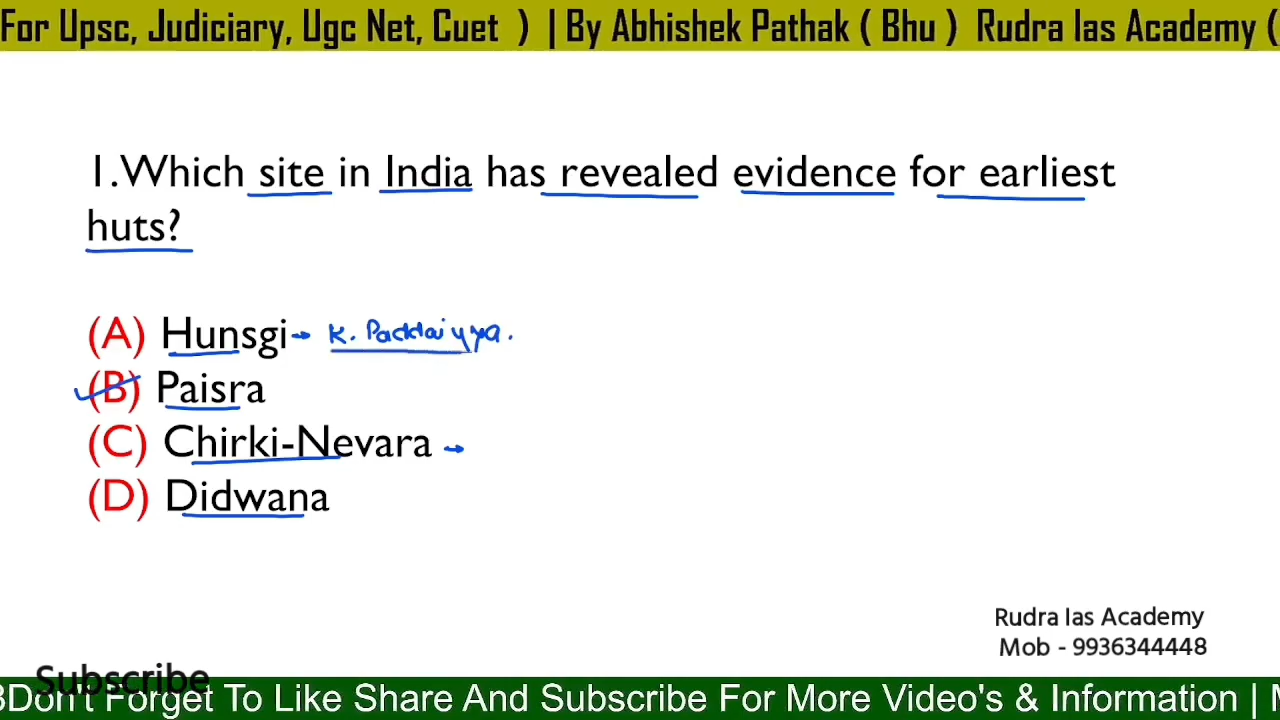 For Upsc, Judiciary, Ugc Net, Cuet ) | By Abhishek Pathak ( Bhu ) Rudra Ias Academy (
1.Which site in India has revealed evidence for earliest
huts?
(A) Hunsgi → K. Paddaiyya.
(B) Paisra
(C) Chirki-Nevara →
(D) Didwana
Rudra Ias Academy
Mob - 9936344448
Subscribe
Don't Forget To Like Share And Subscribe For More Video's & Information |